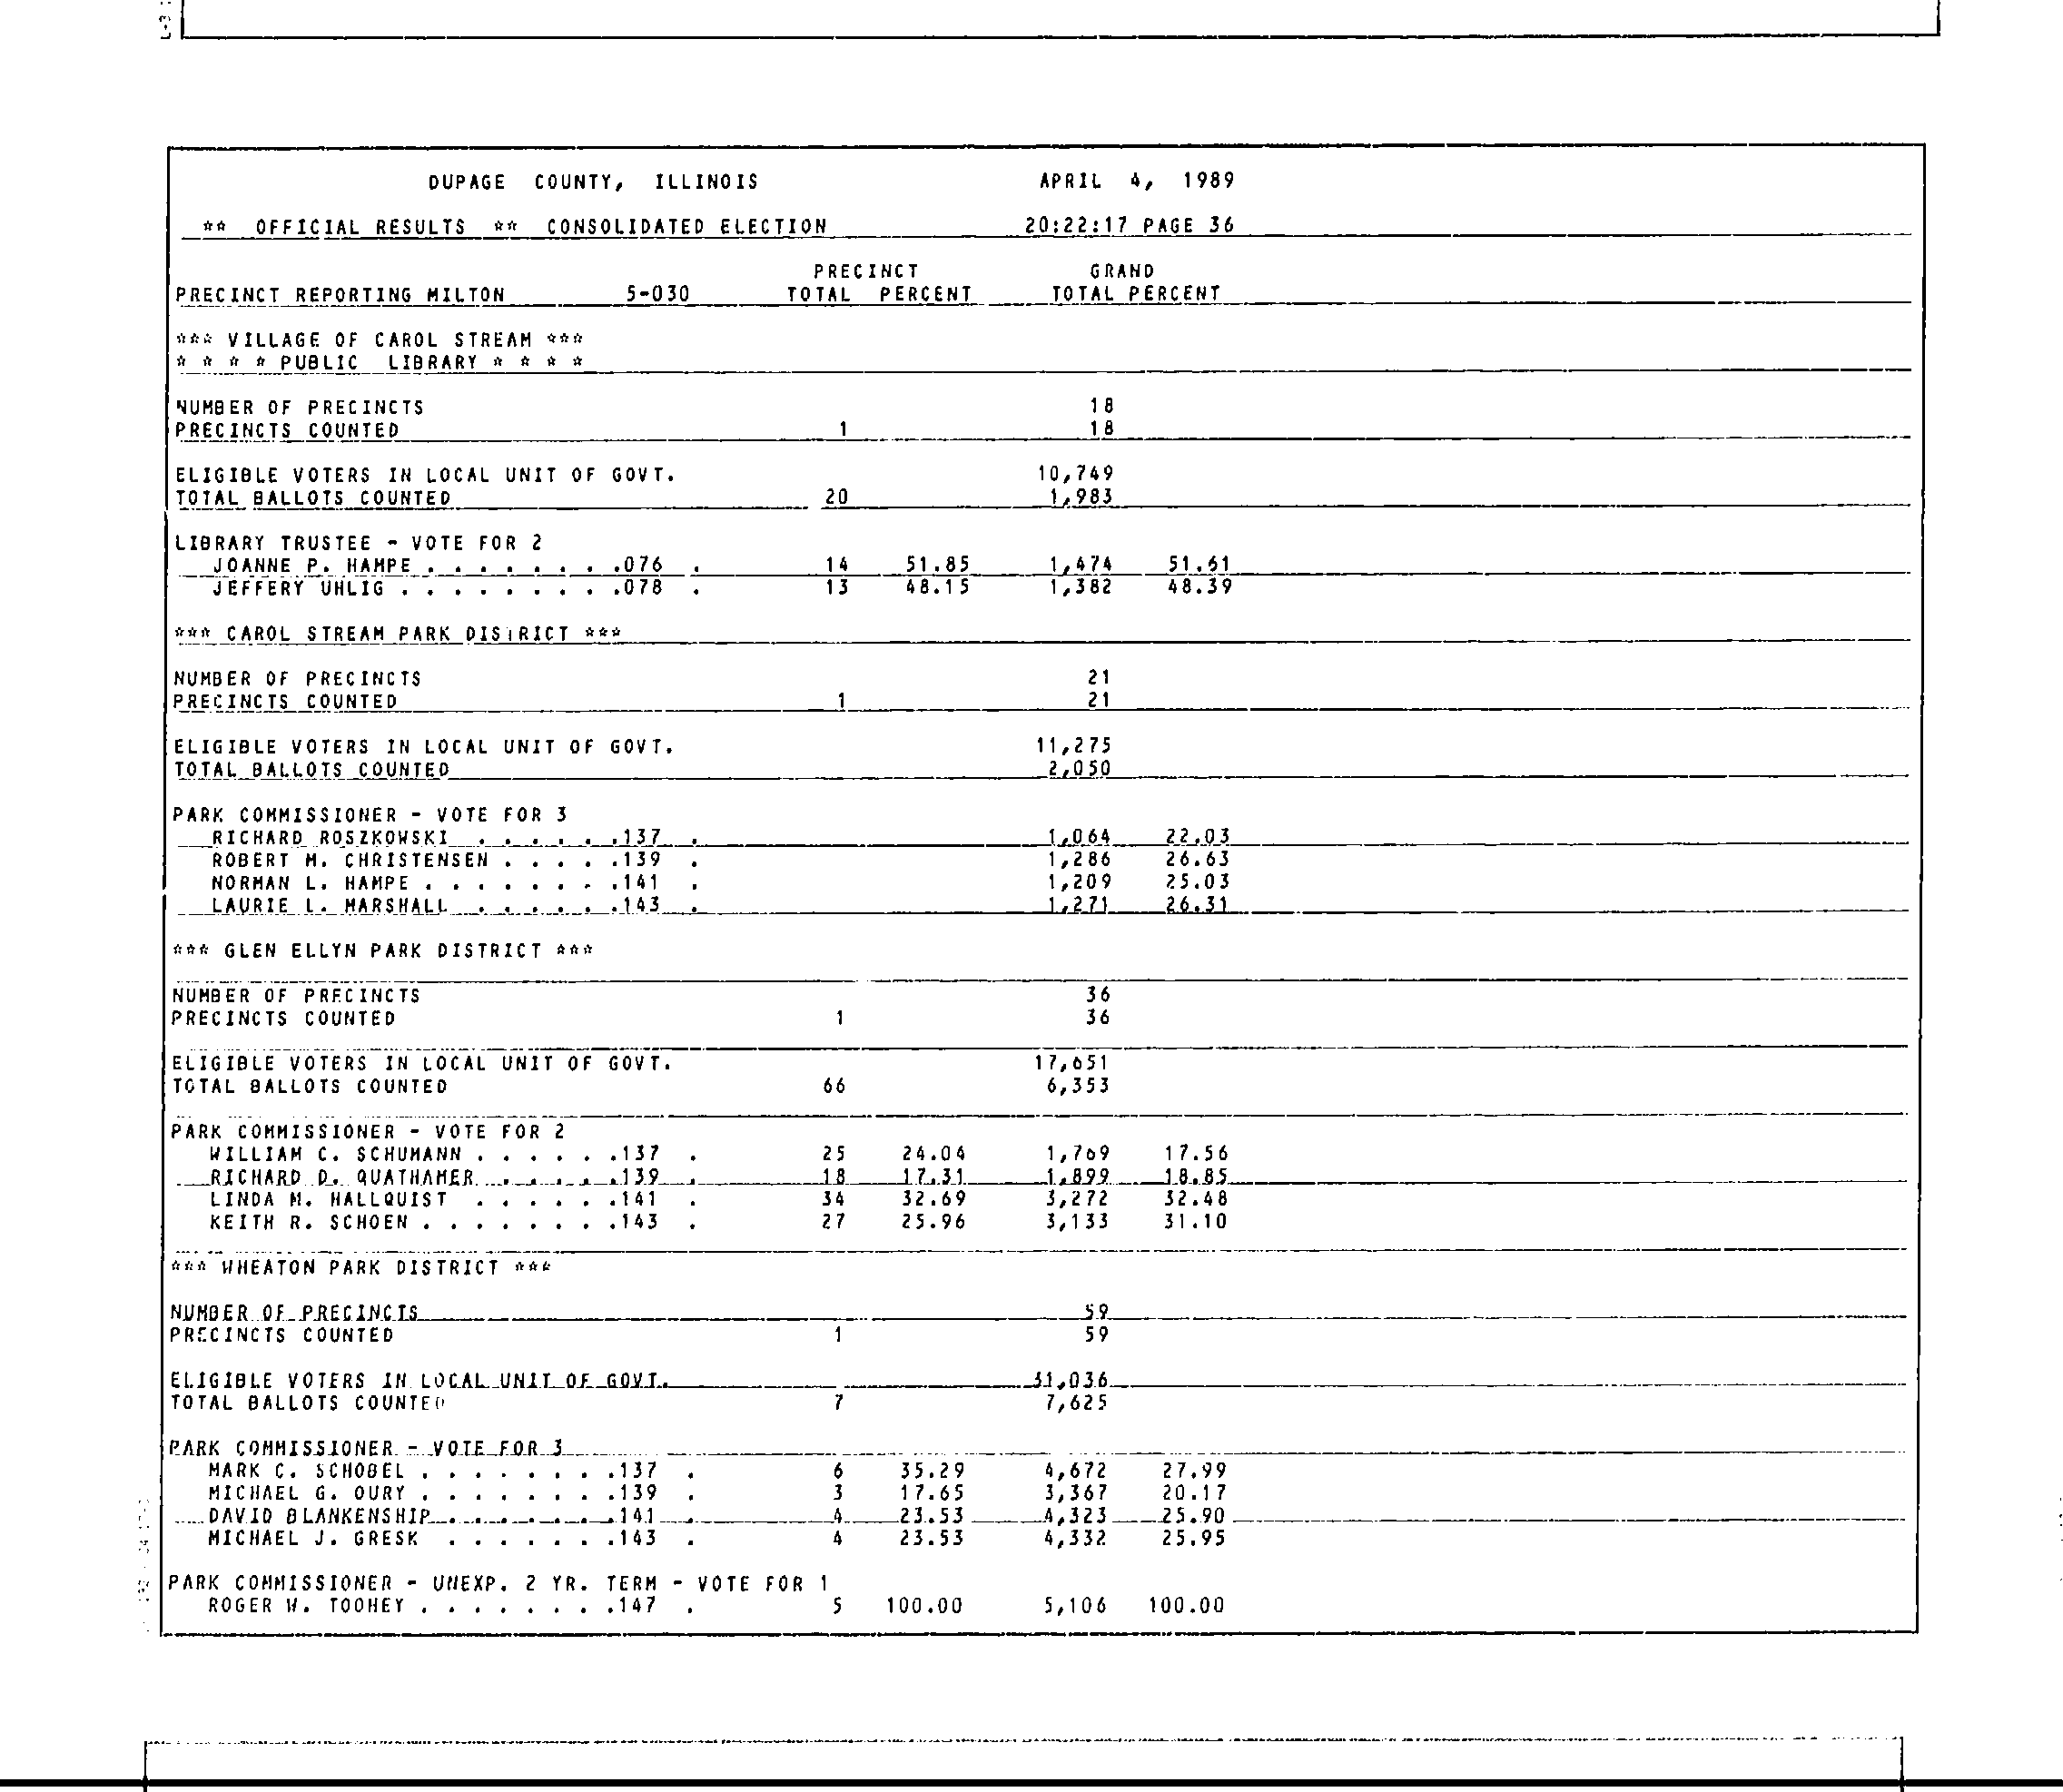 DUPAGE COUNTY, ILLINOIS APRIL 4, 1989
** OFFICIAL RESULTS ** CONSOLIDATED ELECTION 20:22:17 PAGE 36
PRECINCT GRAND
PRECINCT REPORTING MILTON 5-030 TOTAL PERCENT TOTAL PERCENT
*** VILLAGE OF CAROL STREAM ***
* * * * PUBLIC LIBRARY * * * *
NUMBER OF PRECINCTS 18
PRECINCTS COUNTED 1 18
ELIGIBLE VOTERS IN LOCAL UNIT OF GOVT. 10,749
TOTAL BALLOTS COUNTED 20 1,983
LIBRARY TRUSTEE - VOTE FOR 2
JOANNE P. HAMPE . . . . . . . .076 . 14 51.85 1,474 51.61
JEFFERY UHLIG . . . . . . . . .078 . 13 48.15 1,382 48.39
*** CAROL STREAM PARK DISTRICT ***
NUMBER OF PRECINCTS 21
PRECINCTS COUNTED 1 21
ELIGIBLE VOTERS IN LOCAL UNIT OF GOVT. 11,275
TOTAL BALLOTS COUNTED 2,050
PARK COMMISSIONER - VOTE FOR 3
RICHARD ROSZKOWSKI . . . . . .137 . 1,064 22.03
ROBERT M. CHRISTENSEN . . . . .139 . 1,286 26.63
NORMAN L. HAMPE . . . . . . . .141 . 1,209 25.03
LAURIE L. MARSHALL . . . . . .143 . 1,271 26.31
*** GLEN ELLYN PARK DISTRICT ***
NUMBER OF PRECINCTS 36
PRECINCTS COUNTED 1 36
ELIGIBLE VOTERS IN LOCAL UNIT OF GOVT. 17,651
TOTAL BALLOTS COUNTED 66 6,353
PARK COMMISSIONER - VOTE FOR 2
WILLIAM C. SCHUMANN . . . . . .137 . 25 24.04 1,769 17.56
RICHARD D. QUATHAMER . . . . .139 . 18 17.31 1,899 18.85
LINDA M. HALLQUIST . . . . . .141 . 34 32.69 3,272 32.48
KEITH R. SCHOEN . . . . . . . .143 . 27 25.96 3,133 31.10
*** WHEATON PARK DISTRICT ***
NUMBER OF PRECINCTS 59
PRECINCTS COUNTED 1 59
ELIGIBLE VOTERS IN LOCAL UNIT OF GOVT. 31,036
TOTAL BALLOTS COUNTED 7 7,625
PARK COMMISSIONER - VOTE FOR 3
MARK C. SCHOBEL . . . . . . . .137 . 6 35.29 4,672 27.99
MICHAEL G. OURY . . . . . . . .139 . 3 17.65 3,367 20.17
DAVID BLANKENSHIP . . . . . . .141 . 4 23.53 4,323 25.90
MICHAEL J. GRESK . . . . . . .143 . 4 23.53 4,332 25.95
PARK COMMISSIONER - UNEXP. 2 YR. TERM - VOTE FOR 1
ROGER W. TOOHEY . . . . . . . .147 . 5 100.00 5,106 100.00